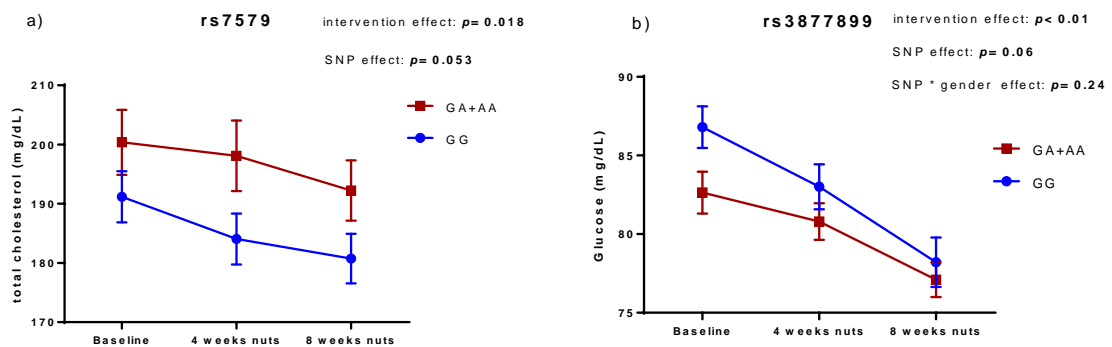 a)
rs7579
intervention effect: p= 0.018
SNP effect: p= 0.053
total cholesterol (mg/dL)
210
200
190
180
170
GA+AA
GG
Baseline 4 weeks nuts 8 weeks nuts
b)
rs3877899
intervention effect: p< 0.01
SNP effect: p= 0.06
SNP * gender effect: p= 0.24
Glucose (mg/dL)
90
85
80
75
GA+AA
GG
Baseline 4 weeks nuts 8 weeks nuts